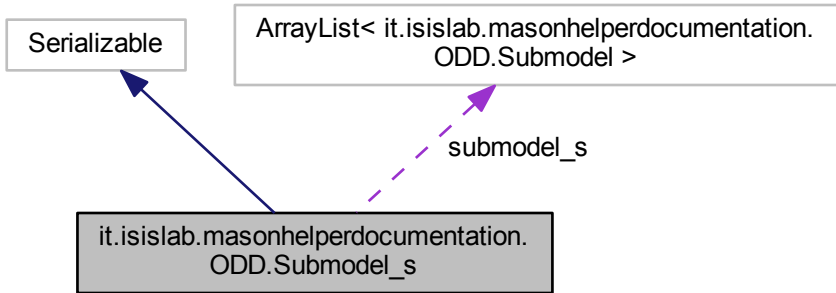 Serializable
ArrayList< it.isislab.masonhelperdocumentation.
ODD.Submodel >
submodel_s
it.isislab.masonhelperdocumentation.
ODD.Submodel_s